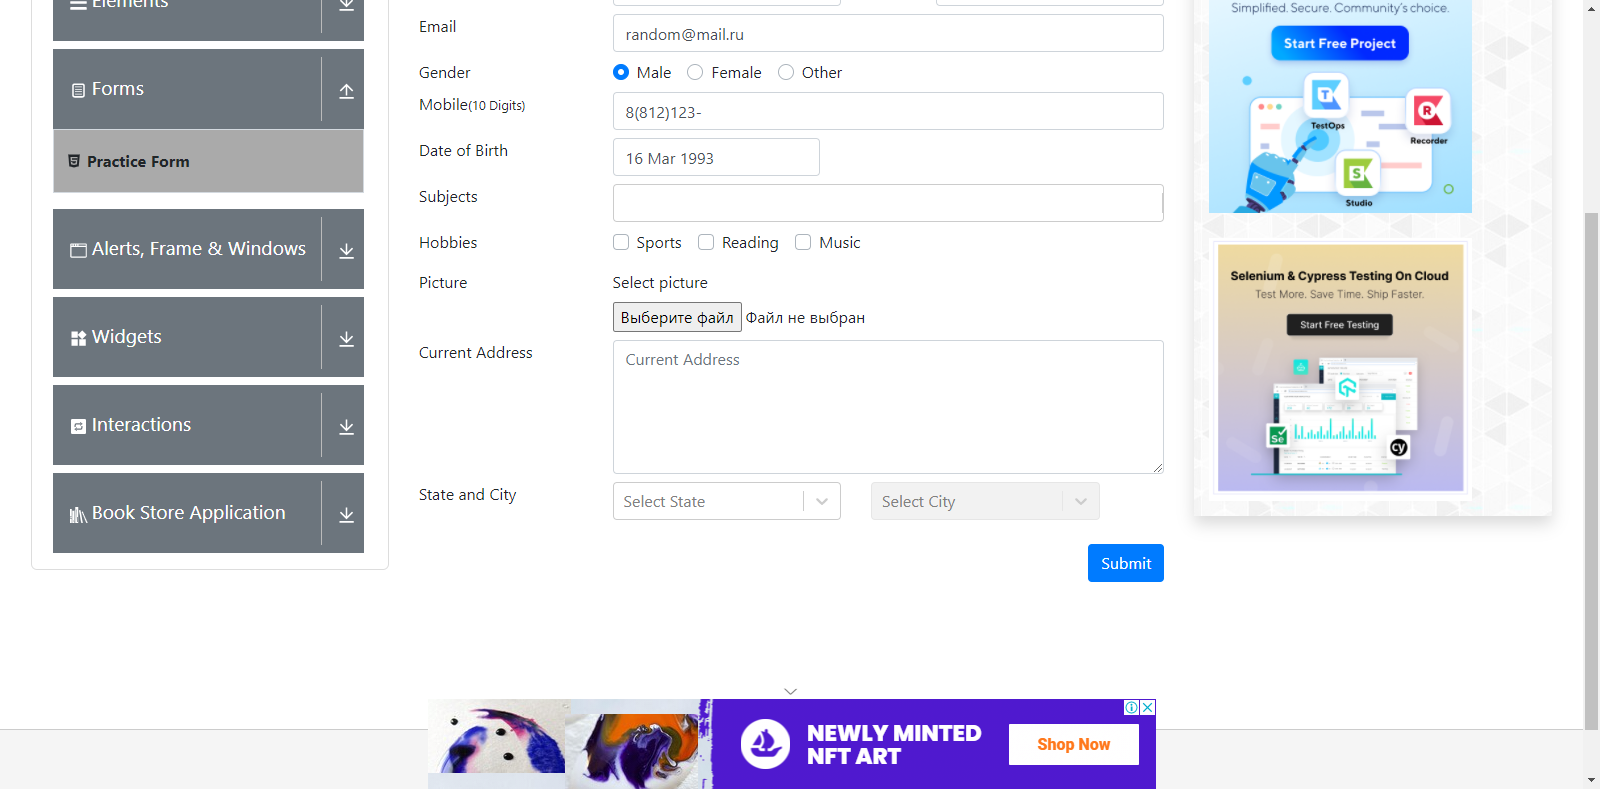 Elements
Forms
Practice Form
Alerts, Frame & Windows
Widgets
Interactions
Book Store Application
Email
random@mail.ru
Gender
Male
Female
Other
Mobile(10 Digits)
8(812)123-
Date of Birth
16 Mar 1993
Subjects
Hobbies
Sports
Reading
Music
Picture
Select picture
Выберите файл
Файл не выбран
Current Address
Current Address
State and City
Select State
Select City
Submit
Simplified. Secure. Community's choice.
Start Free Project
TestOps
Recorder
Studio
Selenium & Cypress Testing On Cloud
Test More. Save Time. Ship Faster.
Start Free Testing
Se
cy
NEWLY MINTED
NFT ART
Shop Now